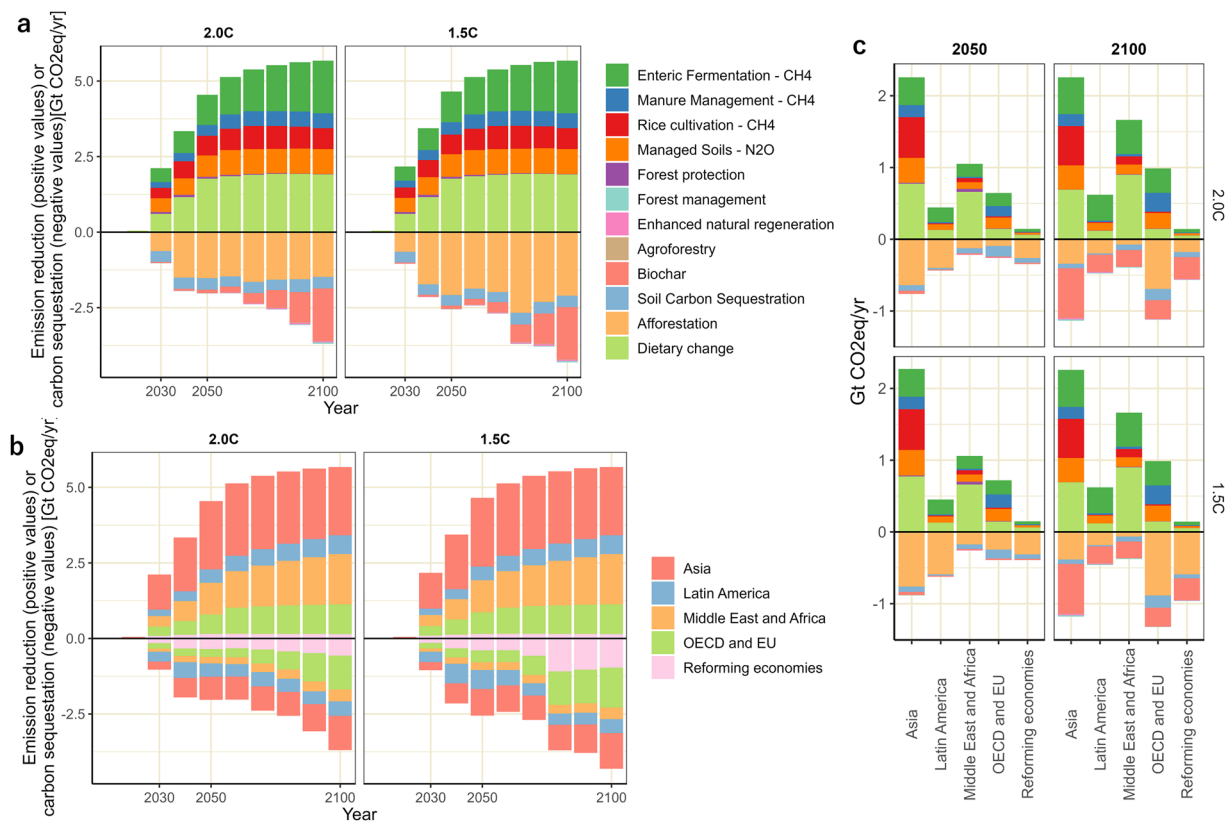 a
2.0C
1.5C
Emission reduction (positive values) or
carbon sequestation (negative values)[Gt CO2eq/yr]
5.0
2.5
0.0
-2.5
2030
2050
2100
2030
2050
2100
Year
Enteric Fermentation - CH4
Manure Management - CH4
Rice cultivation - CH4
Managed Soils - N2O
Forest protection
Forest management
Enhanced natural regeneration
Agroforestry
Biochar
Soil Carbon Sequestration
Afforestation
Dietary change
b
2.0C
1.5C
Emission reduction (positive values) or
carbon sequestation (negative values) [Gt CO2eq/yr]
5.0
2.5
0.0
-2.5
2030
2050
2100
2030
2050
2100
Year
Asia
Latin America
Middle East and Africa
OECD and EU
Reforming economies
c
2050
2100
Gt CO2eq/yr
2
1
0
-1
2.0C
2
1
0
-1
1.5C
Asia
Latin America
Middle East and Africa
OECD and EU
Reforming economies
Asia
Latin America
Middle East and Africa
OECD and EU
Reforming economies